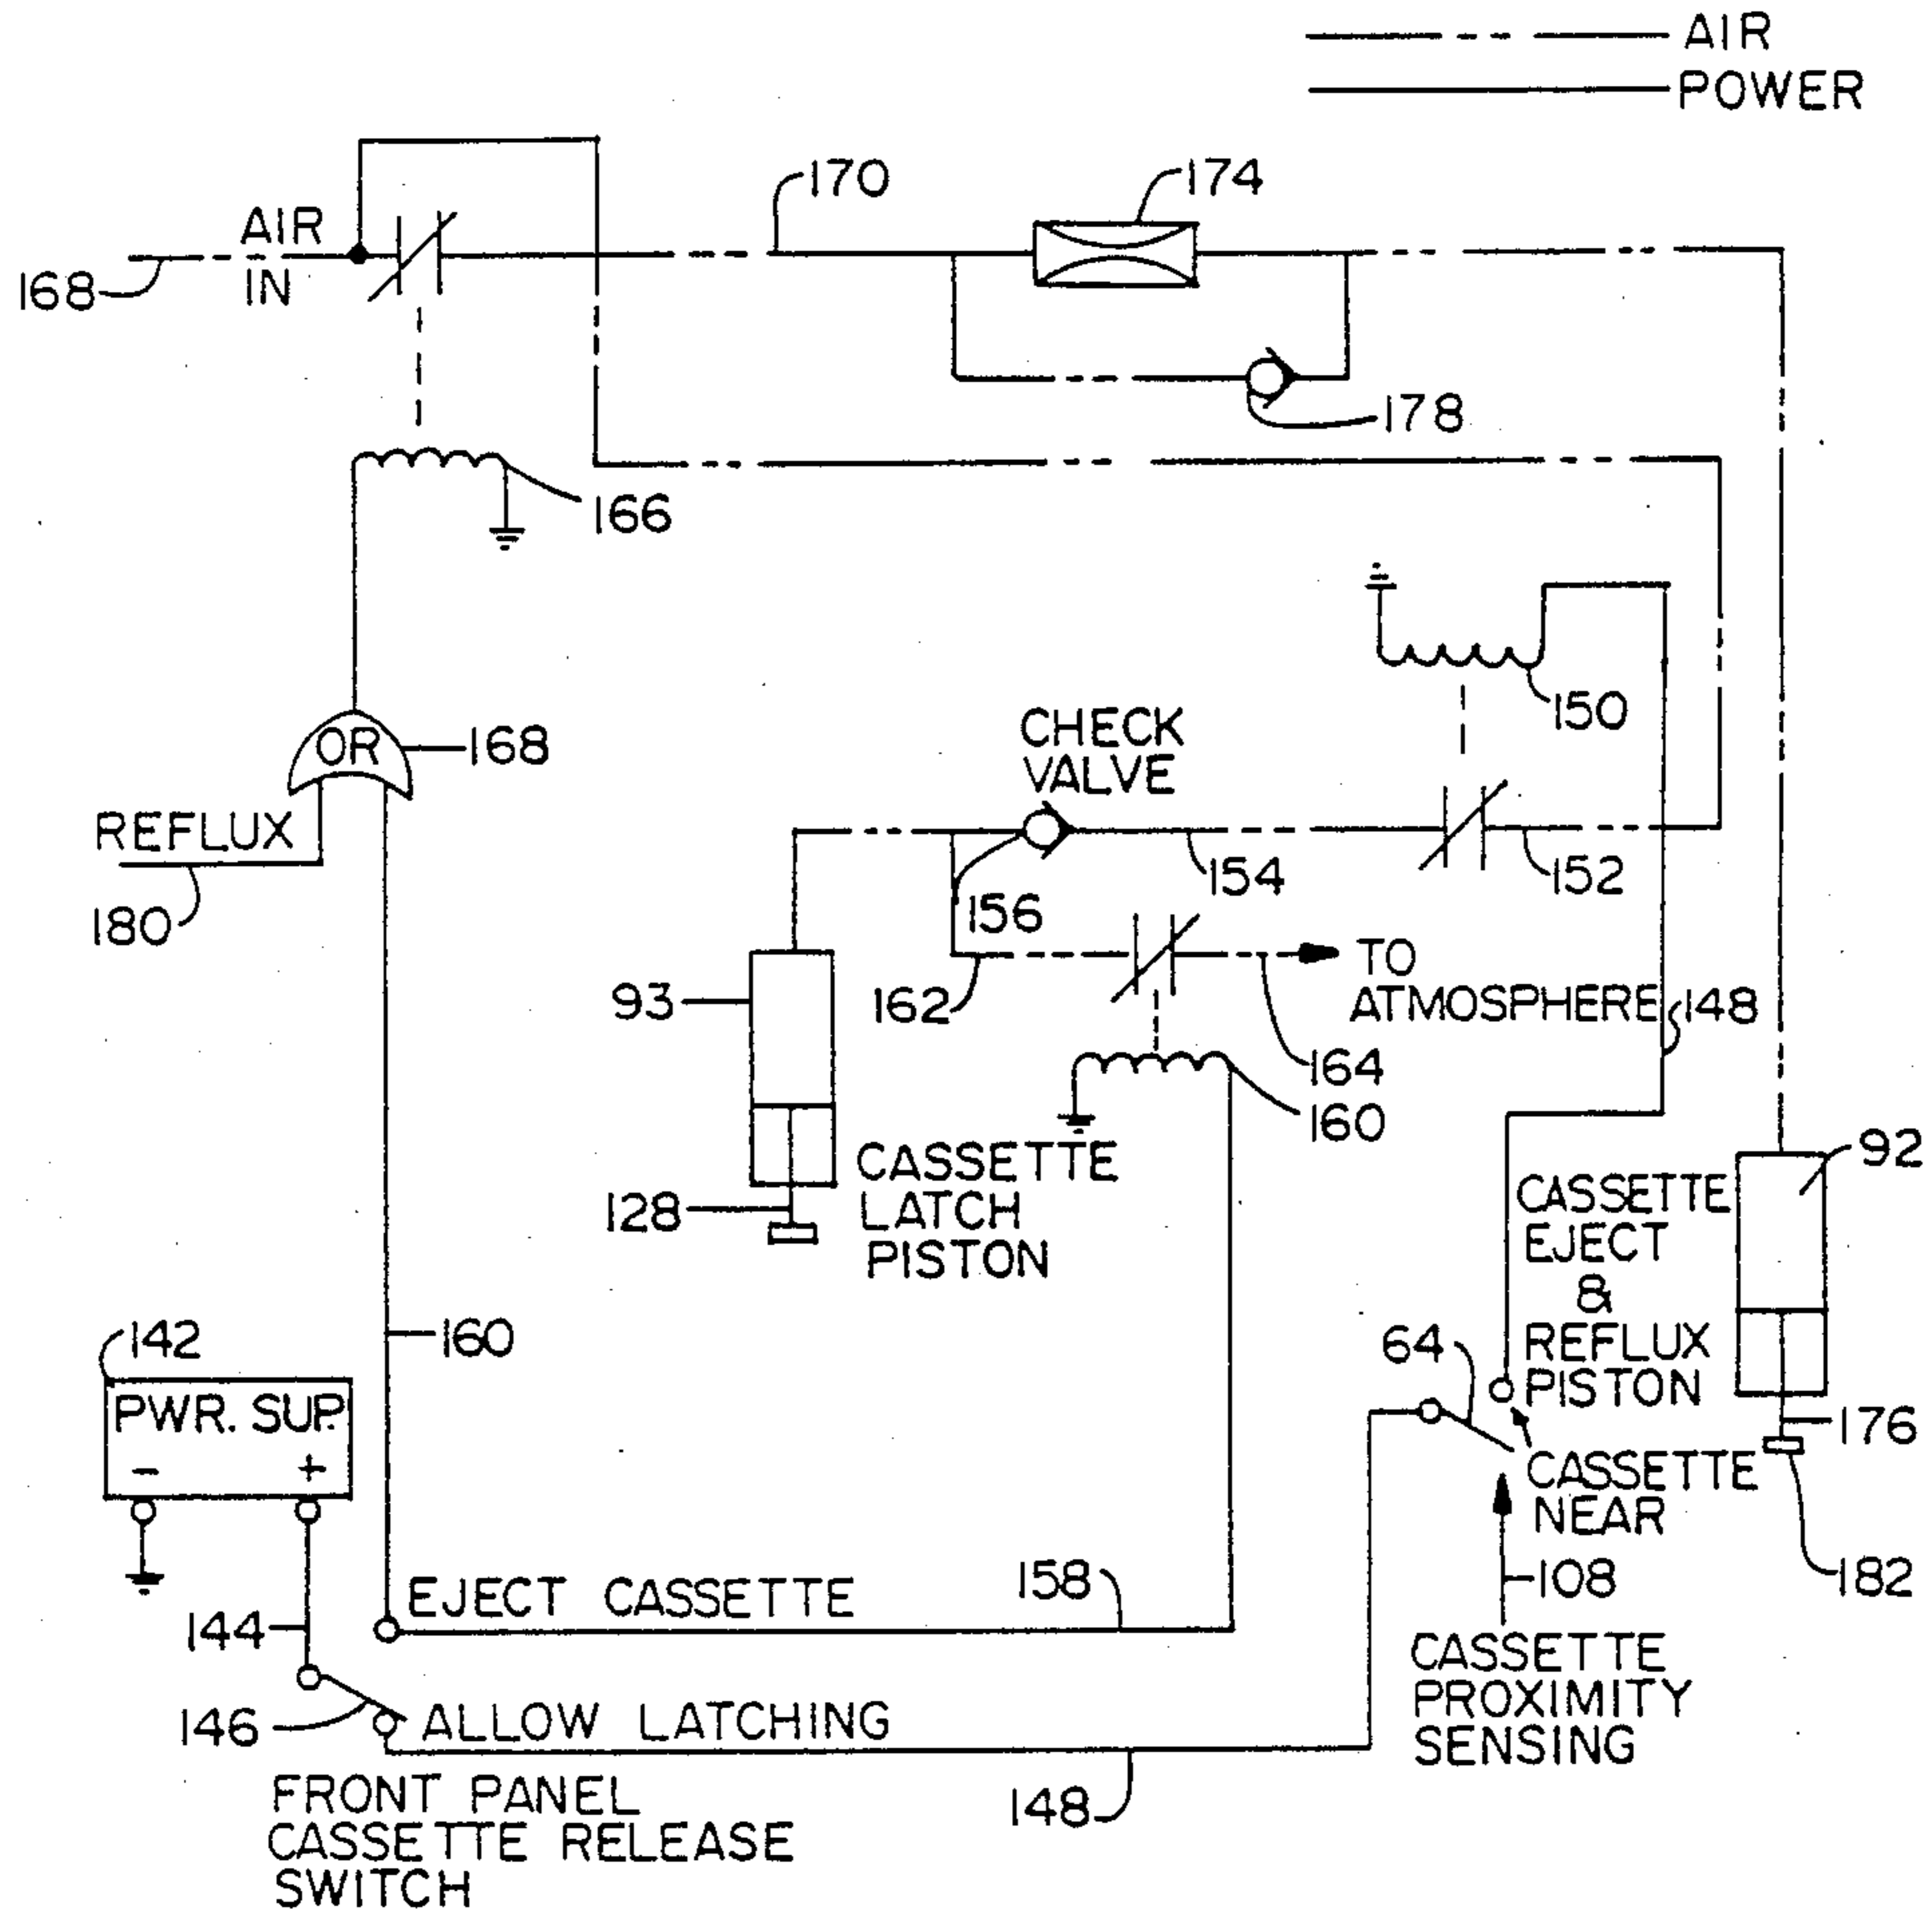 AIR
POWER
170
174
AIR
IN
168
178
166
150
CHECK
VALVE
OR
168
REFLUX
154
152
180
156
TO
ATMOSPHERE
93
162
148
164
160
CASSETTE
LATCH
PISTON
128
92
CASSETTE
EJECT
&
REFLUX
PISTON
142
PWR. SUP.
- +
160
64
176
CASSETTE
NEAR
EJECT CASSETTE
158
108
182
144
CASSETTE
PROXIMITY
SENSING
146
ALLOW LATCHING
148
FRONT PANEL
CASSETTE RELEASE
SWITCH